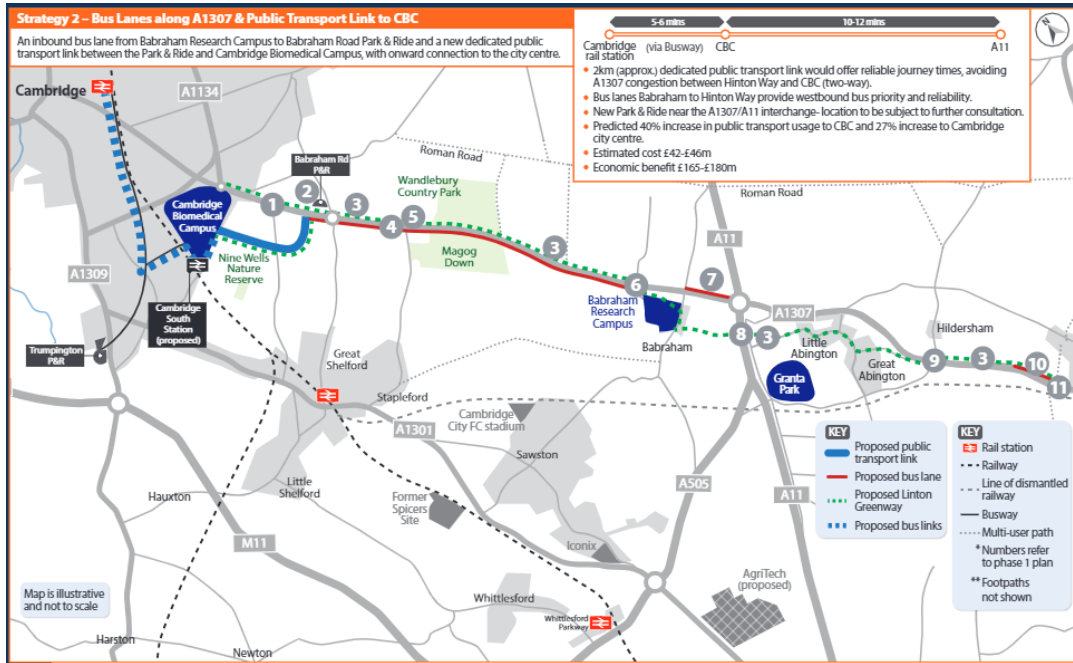 Strategy 2 – Bus Lanes along A1307 & Public Transport Link to CBC
An inbound bus lane from Babraham Research Campus to Babraham Road Park & Ride and a new dedicated public
transport link between the Park & Ride and Cambridge Biomedical Campus, with onward connection to the city centre.
5-6 mins
10-12 mins
Cambridge
rail station
(via Busway)
CBC
A11
N
• 2km (approx.) dedicated public transport link would offer reliable journey times, avoiding
A1307 congestion between Hinton Way and CBC (two-way).
• Bus lanes Babraham to Hinton Way provide westbound bus priority and reliability.
• New Park & Ride near the A1307/A11 interchange- location to be subject to further consultation.
• Predicted 40% increase in public transport usage to CBC and 27% increase to Cambridge
city centre.
• Estimated cost £42-£46m
• Economic benefit £165-£180m
Cambridge
A1134
Roman Road
Roman Road
Babraham Rd
P&R
Wandlebury
Country Park
Cambridge
Biomedical
Campus
1
2
3
4
5
3
6
7
A11
A1309
Nine Wells
Nature
Reserve
Magog
Down
Babraham
Research
Campus
A1307
Cambridge
South
Station
(proposed)
Trumpington
P&R
Babraham
8
3
Little
Abington
Great
Abington
Hildersham
9
3
10
11
Great
Shelford
Granta
Park
Stapleford
A1301
Cambridge
City FC stadium
Sawston
Little
Shelford
Hauxton
Former
Spicers
Site
A505
A11
M11
Iconix
AgriTech
(proposed)
Whittlesford
Whittlesford
Parkway
Harston
Newton
Map is illustrative
and not to scale
KEY
Proposed public
transport link
Proposed bus lane
Proposed Linton
Greenway
Proposed bus links
KEY
Rail station
Railway
Line of dismantled
railway
Busway
Multi-user path
* Numbers refer
to phase 1 plan
** Footpaths
not shown